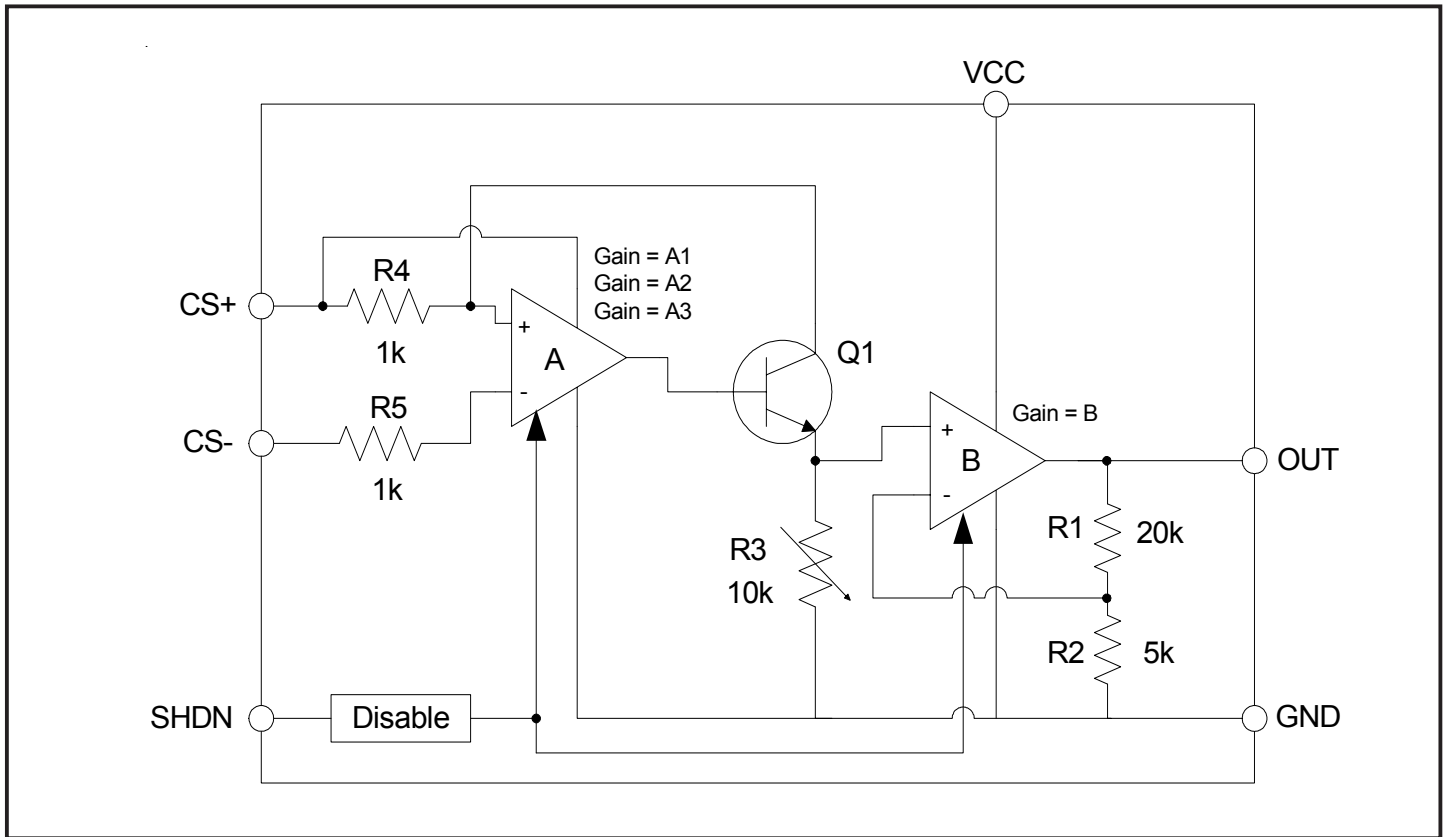 VCC
Gain = A1
Gain = A2
Gain = A3
R4
CS+
+
1k
A
Q1
-
R5
CS-
1k
Gain = B
+
B
OUT
-
R1 20k
R3
10k
R2 5k
SHDN
Disable
GND